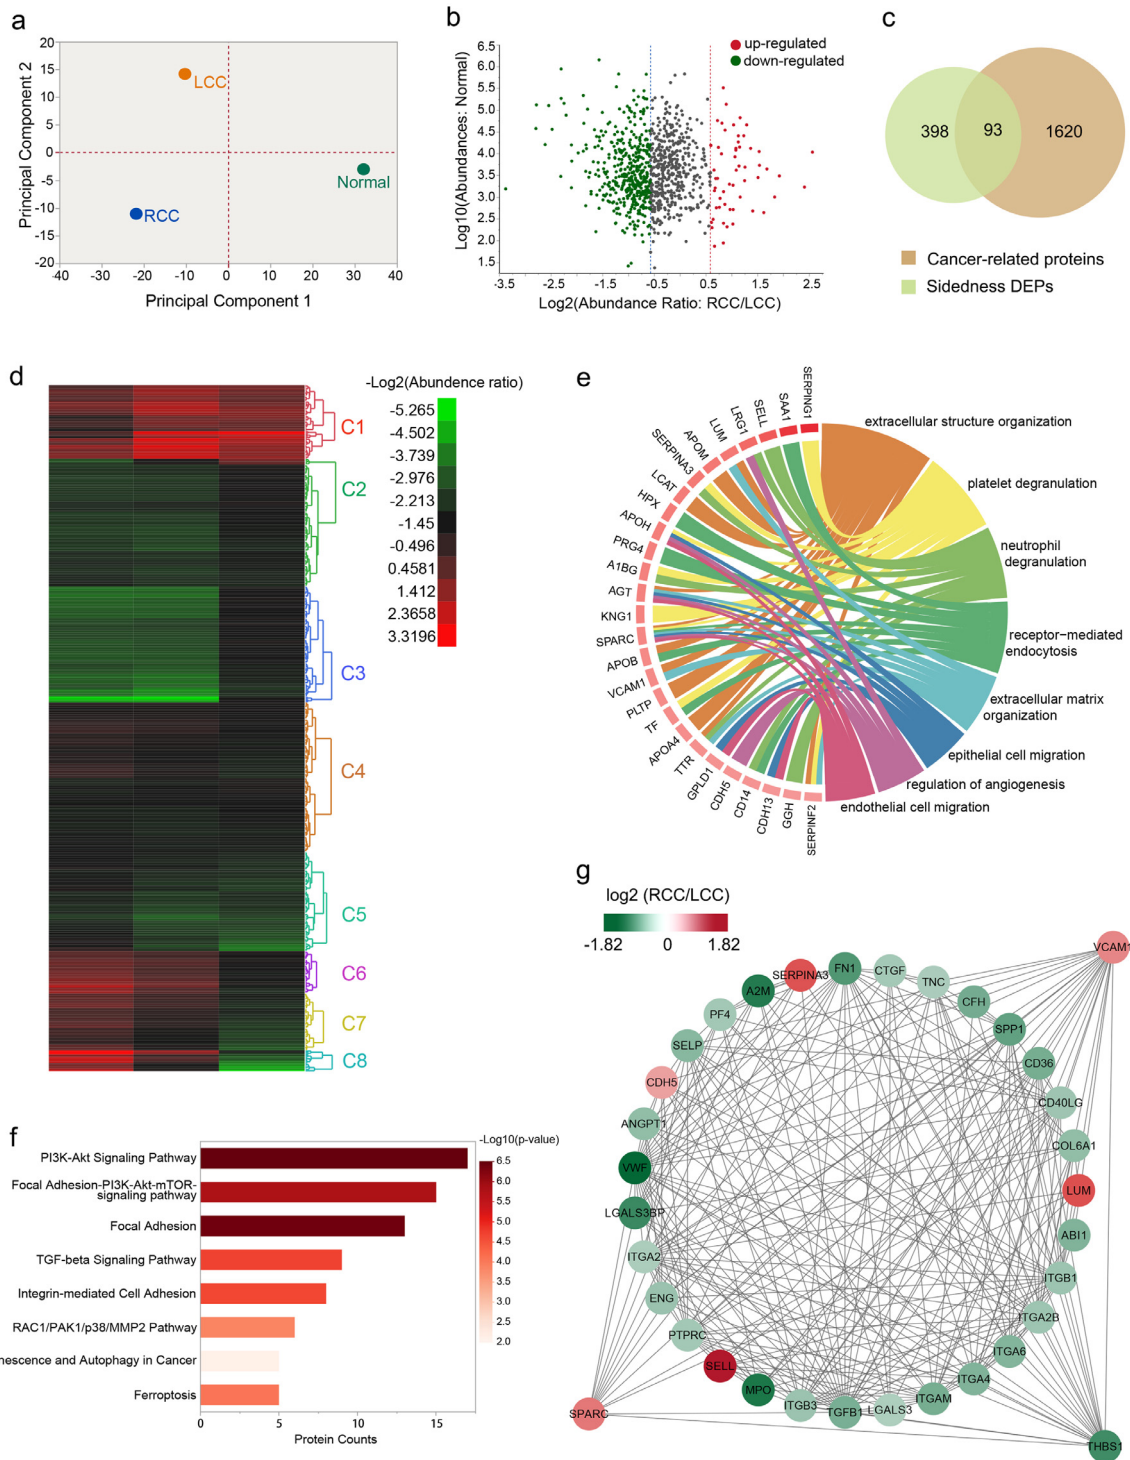 a
20
15
10
5
0
-5
-10
-15
-20
-40
-30
-20
-10
0
10
20
30
40
LCC
Normal
RCC
Principal Component 2
Principal Component 1
b
up-regulated
down-regulated
6.5
6.0
5.5
5.0
4.5
4.0
3.5
3.0
2.5
2.0
1.5
-3.5
-2.5
-1.5
-0.5
0.5
1.5
2.5
Log10(Abundances: Normal)
Log2(Abundance Ratio: RCC/LCC)
c
398
93
1620
Cancer-related proteins
Sidedness DEPs
d
-Log2(Abundence ratio)
-5.265
-4.502
-3.739
-2.976
-2.213
-1.45
-0.496
0.4581
1.412
2.3658
3.3196
C1
C2
C3
C4
C5
C6
C7
C8
e
SERPING1
SAA1
SELL
LRG1
LUM
APOM
SERPINA3
LCAT
HPX
APOH
PRG4
A1BG
AGT
KNG1
SPARC
APOB
VCAM1
PLTP
TF
APOA4
TTR
GPLD1
CDH5
CD14
CDH13
GGH
SERPINF2
extracellular structure organization
platelet degranulation
neutrophil
degranulation
receptor−mediated
endocytosis
extracellular matrix
organization
epithelial cell migration
regulation of angiogenesis
endothelial cell migration
f
PI3K-Akt Signaling Pathway
Focal Adhesion-PI3K-Akt-mTOR-
signaling pathway
Focal Adhesion
TGF-beta Signaling Pathway
Integrin-mediated Cell Adhesion
RAC1/PAK1/p38/MMP2 Pathway
nescence and Autophagy in Cancer
Ferroptosis
0
5
10
15
Protein Counts
-Log10(p-value)
6.5
6.0
5.5
5.0
4.5
4.0
3.5
3.0
2.5
2.0
g
log2 (RCC/LCC)
-1.82
0
1.82
VCAM1
SERPINA3
FN1
CTGF
TNC
A2M
CFH
PF4
SPP1
SELP
CD36
CDH5
CD40LG
ANGPT1
COL6A1
VWF
LUM
LGALS3BP
ABI1
ITGA2
ITGB1
ENG
ITGA2B
PTPRC
ITGA6
SELL
ITGA4
MPO
ITGAM
ITGB3
TGFB1
LGALS3
SPARC
THBS1